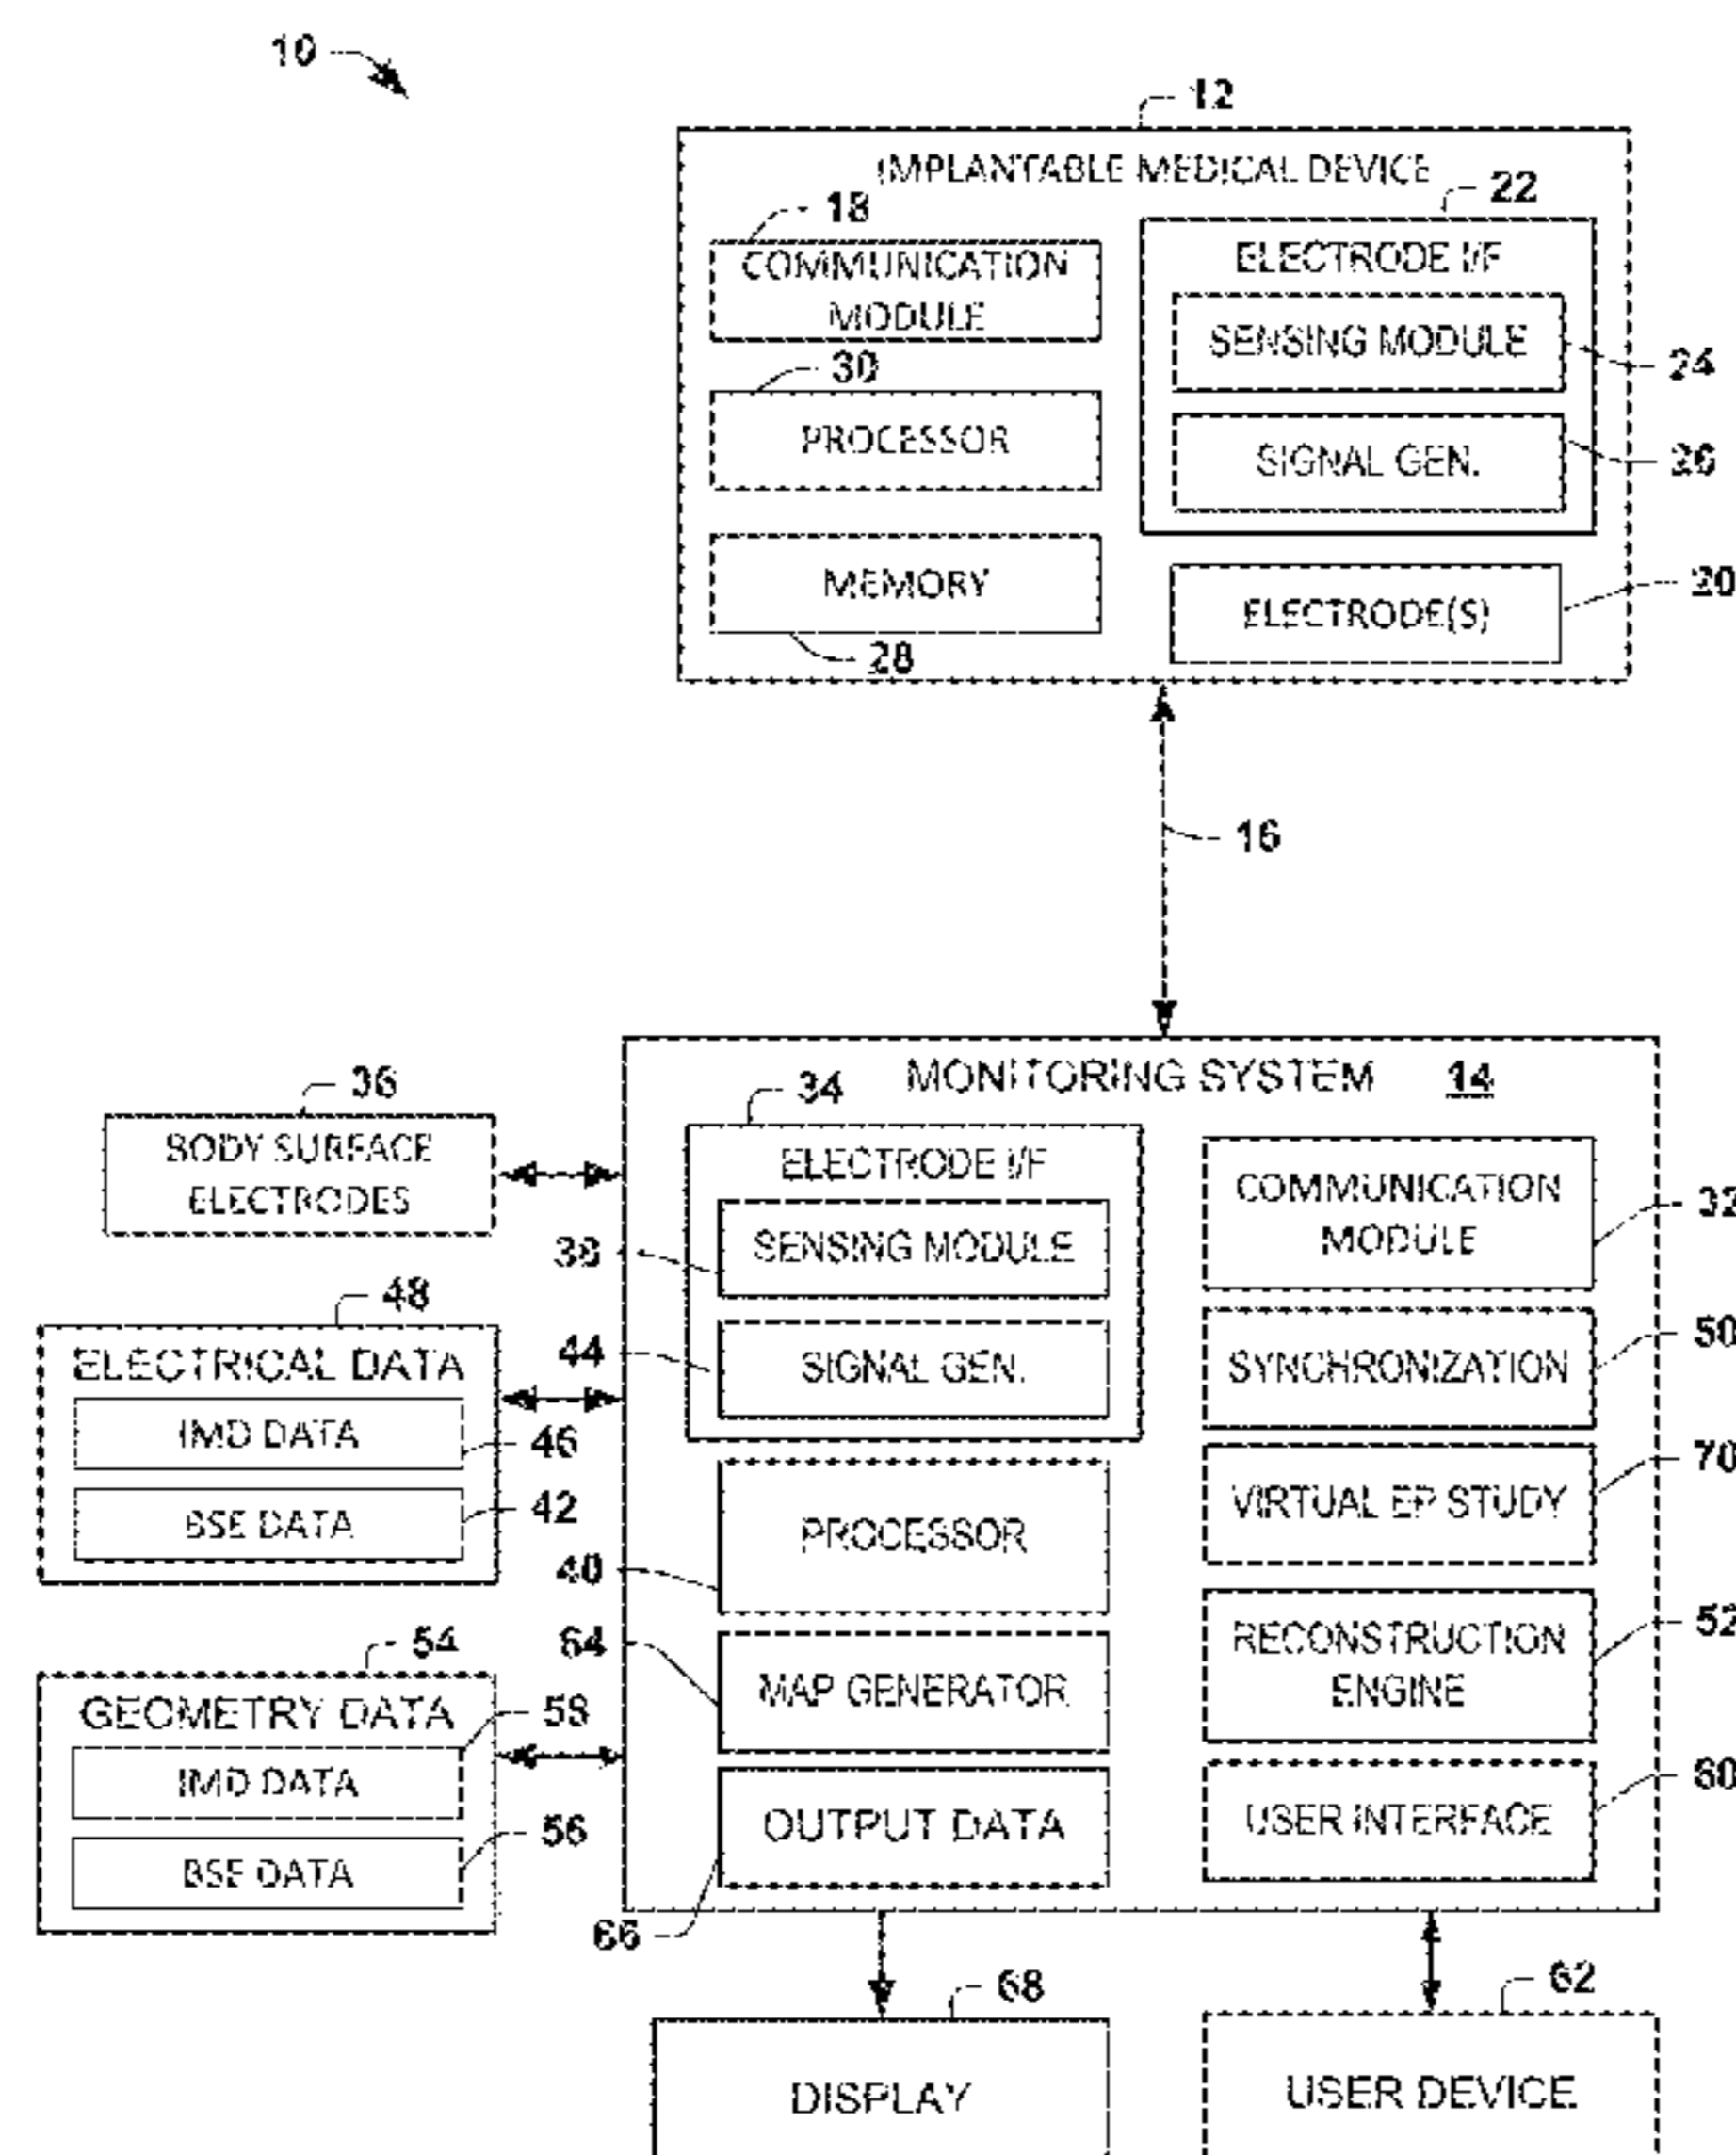 10
12
IMPLANTABLE MEDICAL DEVICE
18
22
COMMUNICATION
MODULE
ELECTRODE I/F
SENSING MODULE
24
30
PROCESSOR
SIGNAL GEN.
26
MEMORY
28
ELECTRODE(S)
20
16
MONITORING SYSTEM 14
36
BODY SURFACE
ELECTRODES
34
ELECTRODE I/F
SENSING MODULE
38
SIGNAL GEN.
44
COMMUNICATION
MODULE
32
48
ELECTRICAL DATA
IMD DATA
46
BSE DATA
42
SYNCHRONIZATION
50
VIRTUAL EP STUDY
70
PROCESSOR
40
54
GEOMETRY DATA
IMD DATA
58
BSE DATA
56
64
MAP GENERATOR
RECONSTRUCTION
ENGINE
52
OUTPUT DATA
66
USER INTERFACE
60
68
DISPLAY
62
USER DEVICE